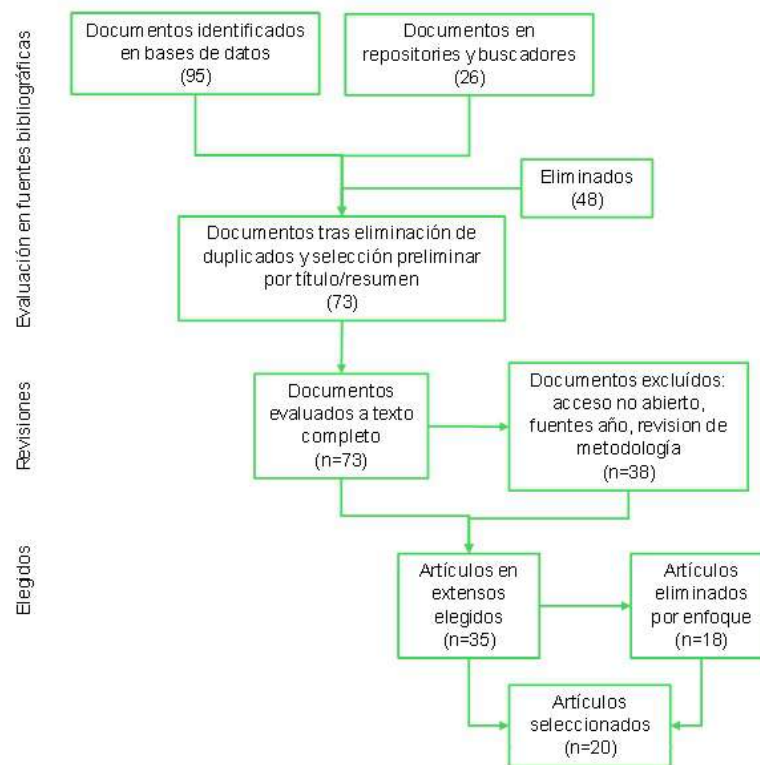 Documentos identificados
en bases de datos
(95)
Documentos en
repositories y buscadores
(26)
Eliminados
(48)
Documentos tras eliminación de
duplicados y selección preliminar
por título/resumen
(73)
Evaluación en fuentes bibliográficas
Documentos
evaluados a texto
completo
(n=73)
Documentos excluídos:
acceso no abierto,
fuentes año, revision de
metodología
(n=38)
Revisiones
Artículos en
extensos
elegidos
(n=35)
Artículos
eliminados
por enfoque
(n=18)
Elegidos
Artículos
seleccionados
(n=20)